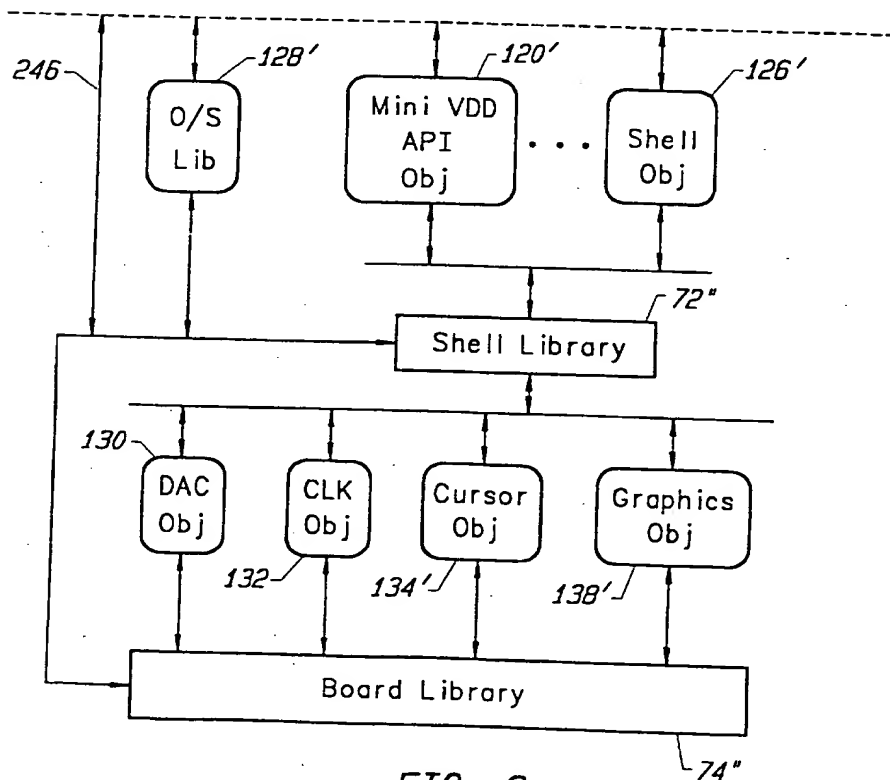 246
128'
120'
126'
O/S
Lib
Mini VDD
API
Obj
Shell
Obj
72"
Shell Library
130
DAC
Obj
CLK
Obj
Cursor
Obj
Graphics
Obj
132
134'
138'
Board Library
74"